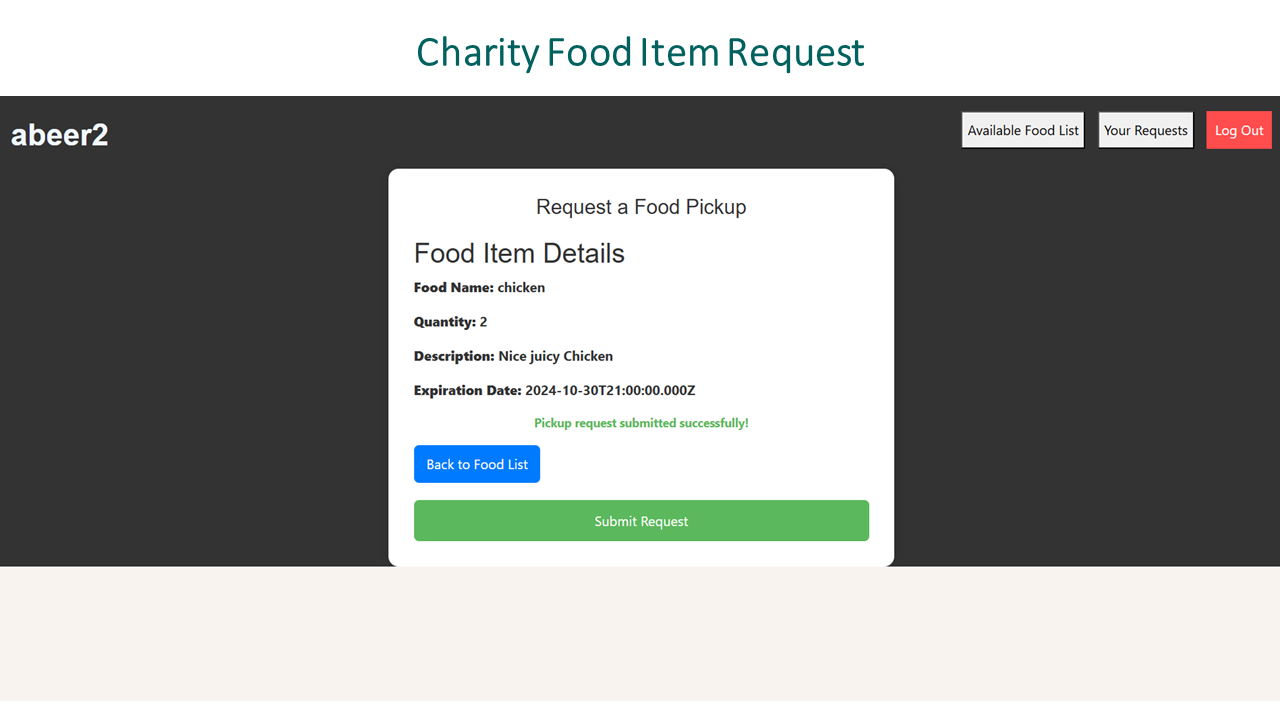 Charity Food Item Request
abeer2
Available Food List
Your Requests
Log Out
Request a Food Pickup
Food Item Details
Food Name: chicken
Quantity: 2
Description: Nice juicy Chicken
Expiration Date: 2024-10-30T21:00:00.000Z
Pickup request submitted successfully!
Back to Food List
Submit Request